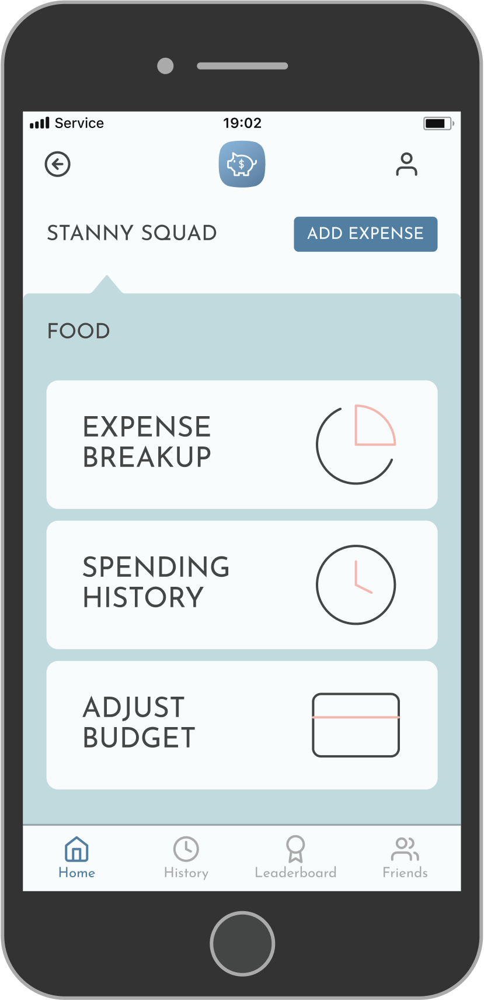 Service
19:02
$
STANNY SQUAD
ADD EXPENSE
FOOD
EXPENSE
BREAKUP
SPENDING
HISTORY
ADJUST
BUDGET
Home
History
Leaderboard
Friends